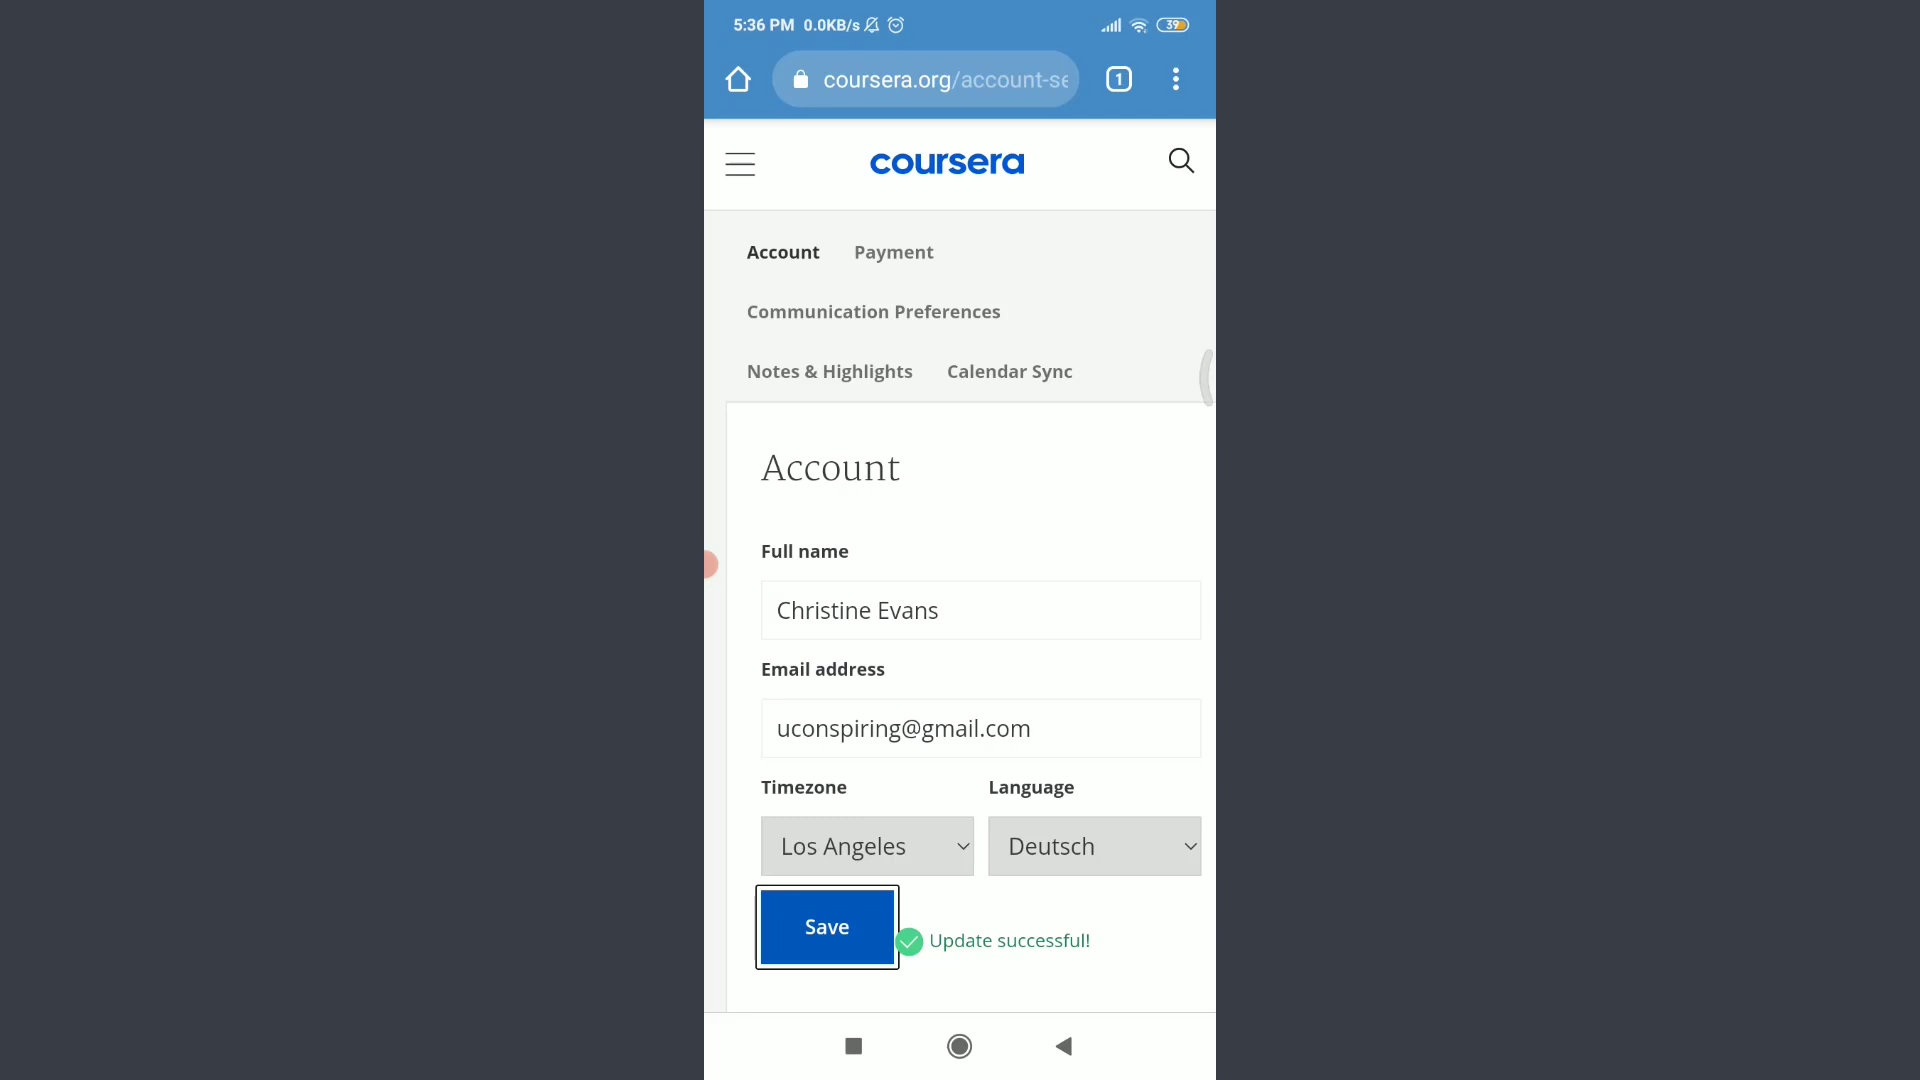 5:36 PM 0.0KB/s 39
coursera.org/account-se 1
coursera
Account Payment
Communication Preferences
Notes & Highlights Calendar Sync
Account
Full name
Christine Evans
Email address
uconspiring@gmail.com
Timezone Language
Los Angeles Deutsch
Save Update successful!